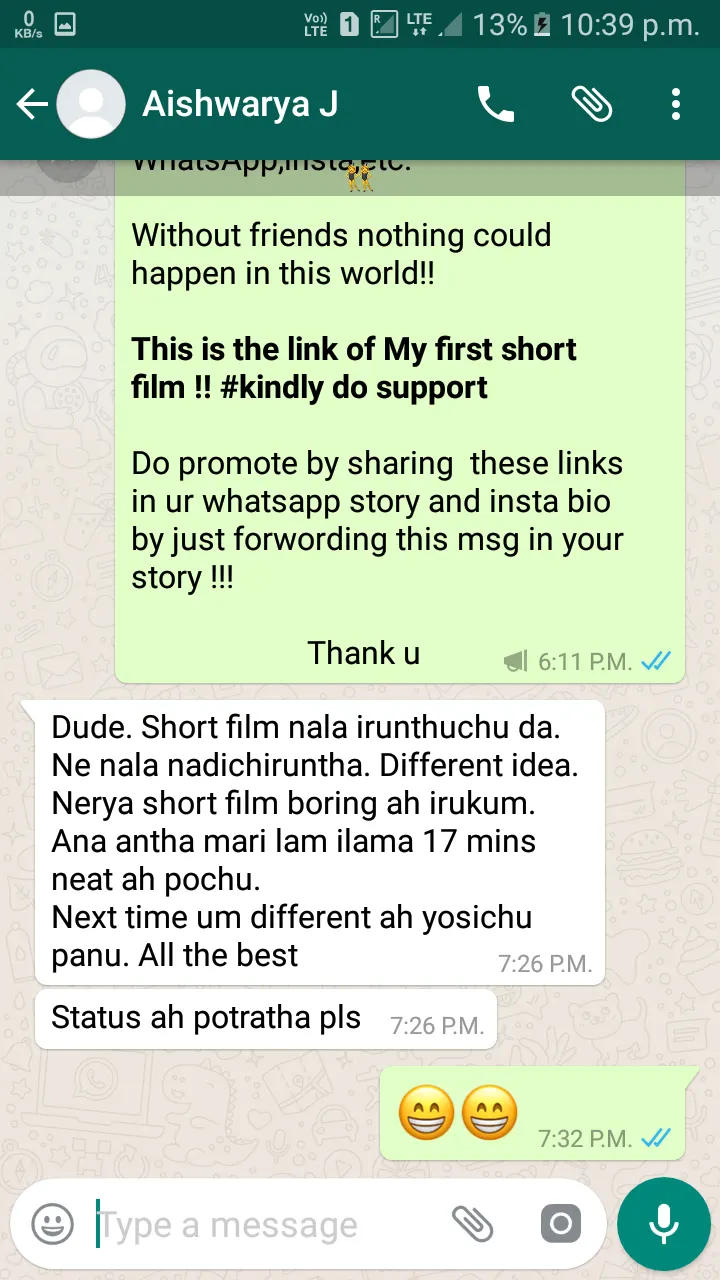 0
KB/s
Vo)) LTE 1 R LTE 13% 10:39 p.m.
Aishwarya J
WhatsApp,insta,etc.
Without friends nothing could
happen in this world!!
This is the link of My first short
film !! #kindly do support
Do promote by sharing  these links
in ur whatsapp story and insta bio
by just forwording this msg in your
story !!!
Thank u
6:11 P.M.
Dude. Short film nala irunthuchu da.
Ne nala nadichiruntha. Different idea.
Nerya short film boring ah irukum.
Ana antha mari lam ilama 17 mins
neat ah pochu.
Next time um different ah yosichu
panu. All the best
7:26 P.M.
Status ah potratha pls
7:26 P.M.
😁😁
7:32 P.M.
Type a message